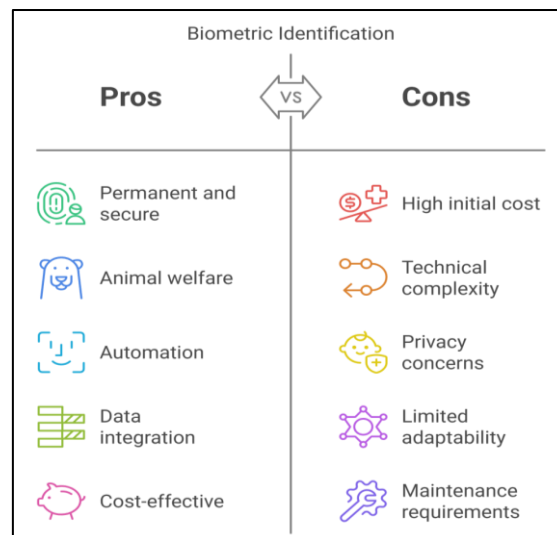 Biometric Identification
Pros
VS
Cons
Permanent and
secure
High initial cost
Animal welfare
Technical
complexity
Automation
Privacy
concerns
Data
integration
Limited
adaptability
Cost-effective
Maintenance
requirements